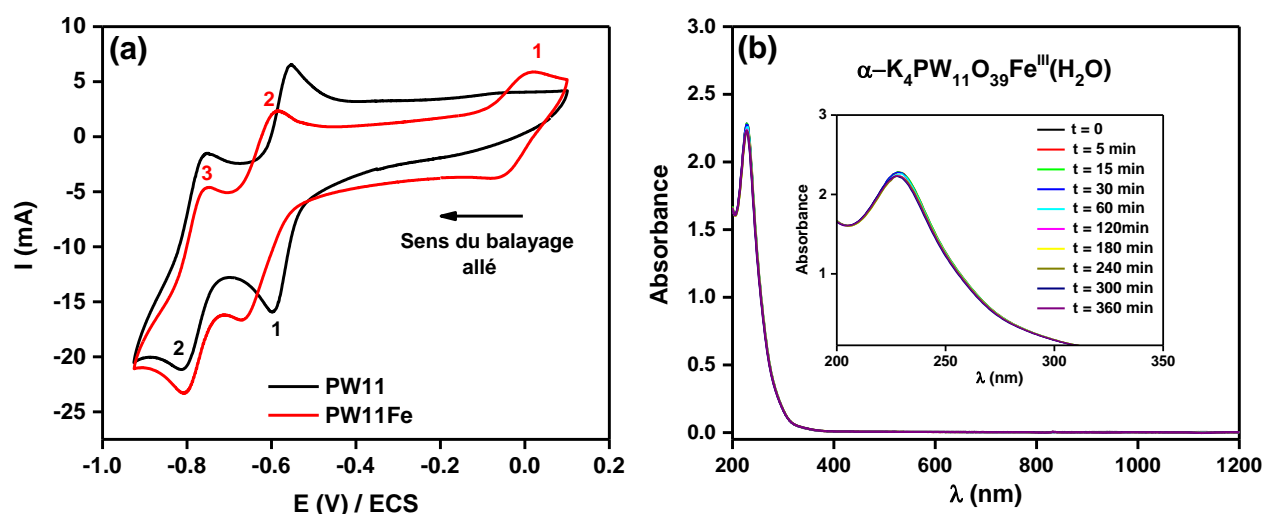 (a)
10
5
0
-5
-10
-15
-20
-25
I (mA)
1
2
3
Sens du balayage
allé
1
2
PW11
PW11Fe
-1.0 -0.8 -0.6 -0.4 -0.2 0.0 0.2
E (V) / ECS
(b)
α–K₄PW₁₁O₃₉Feᴵᴵᴵ(H₂O)
3.0
2.5
2.0
1.5
1.0
0.5
0.0
Absorbance
3
2
1
Absorbance
t = 0
t = 5 min
t = 15 min
t = 30 min
t = 60 min
t = 120min
t = 180 min
t = 240 min
t = 300 min
t = 360 min
200 250 300 350
λ (nm)
200 400 600 800 1000 1200
λ (nm)